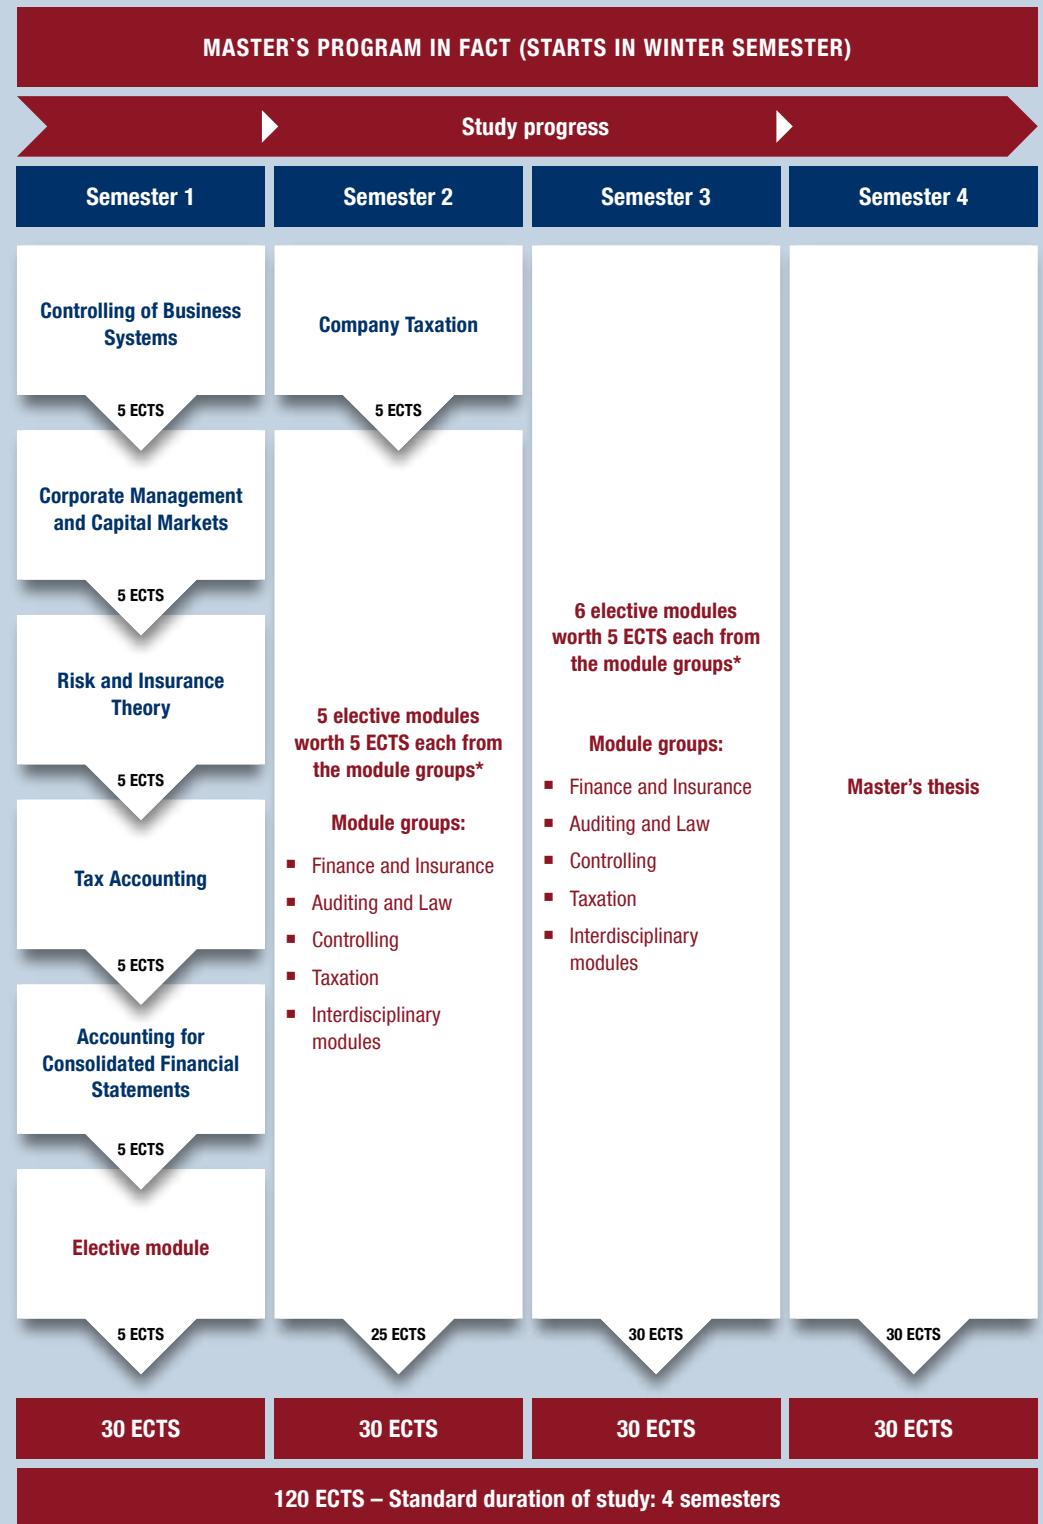 MASTER`S PROGRAM IN FACT (STARTS IN WINTER SEMESTER)
Study progress
Semester 1
Semester 2
Semester 3
Semester 4
Controlling of Business
Systems
5 ECTS
Corporate Management
and Capital Markets
5 ECTS
Risk and Insurance
Theory
5 ECTS
Tax Accounting
5 ECTS
Accounting for
Consolidated Financial
Statements
5 ECTS
Elective module
5 ECTS
Company Taxation
5 ECTS
5 elective modules
worth 5 ECTS each from
the module groups*
Module groups:
▪ Finance and Insurance
▪ Auditing and Law
▪ Controlling
▪ Taxation
▪ Interdisciplinary
modules
25 ECTS
6 elective modules
worth 5 ECTS each from
the module groups*
Module groups:
▪ Finance and Insurance
▪ Auditing and Law
▪ Controlling
▪ Taxation
▪ Interdisciplinary
modules
30 ECTS
Master’s thesis
30 ECTS
30 ECTS
30 ECTS
30 ECTS
30 ECTS
120 ECTS – Standard duration of study: 4 semesters